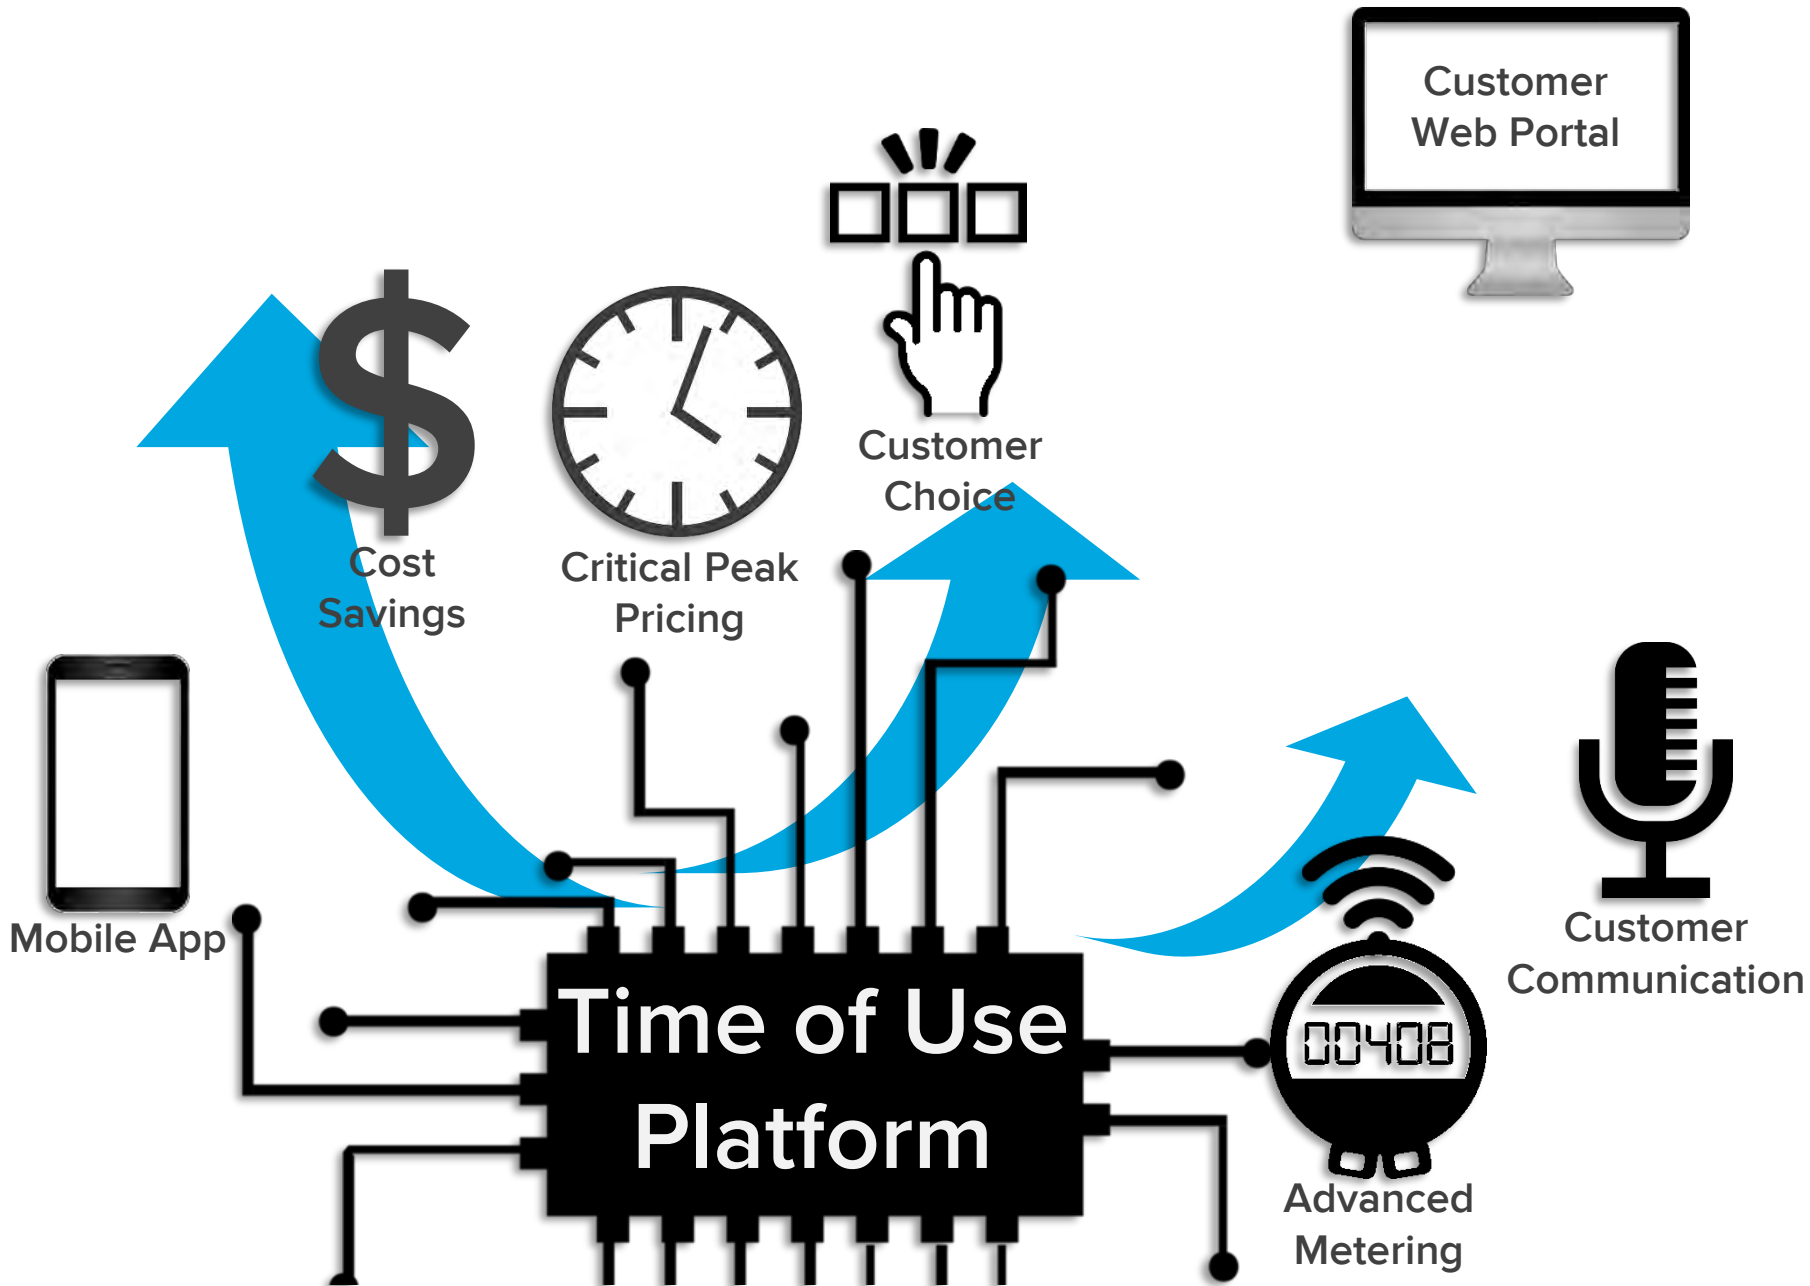 Customer
Web Portal
Customer
Choice
Cost
Savings
Critical Peak
Pricing
Mobile App
Customer
Communication
Time of Use
Platform
00408
Advanced
Metering